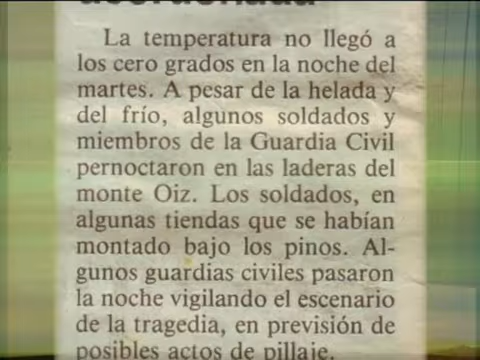 La temperatura no llegó a
los cero grados en la noche del
martes. A pesar de la helada y
del frío, algunos soldados y
miembros de la Guardia Civil
pernoctaron en las laderas del
monte Oiz. Los soldados, en
algunas tiendas que se habían
montado bajo los pinos. Al-
gunos guardias civiles pasaron
la noche vigilando el escenario
de la tragedia, en previsión de
posibles actos de pillaje.